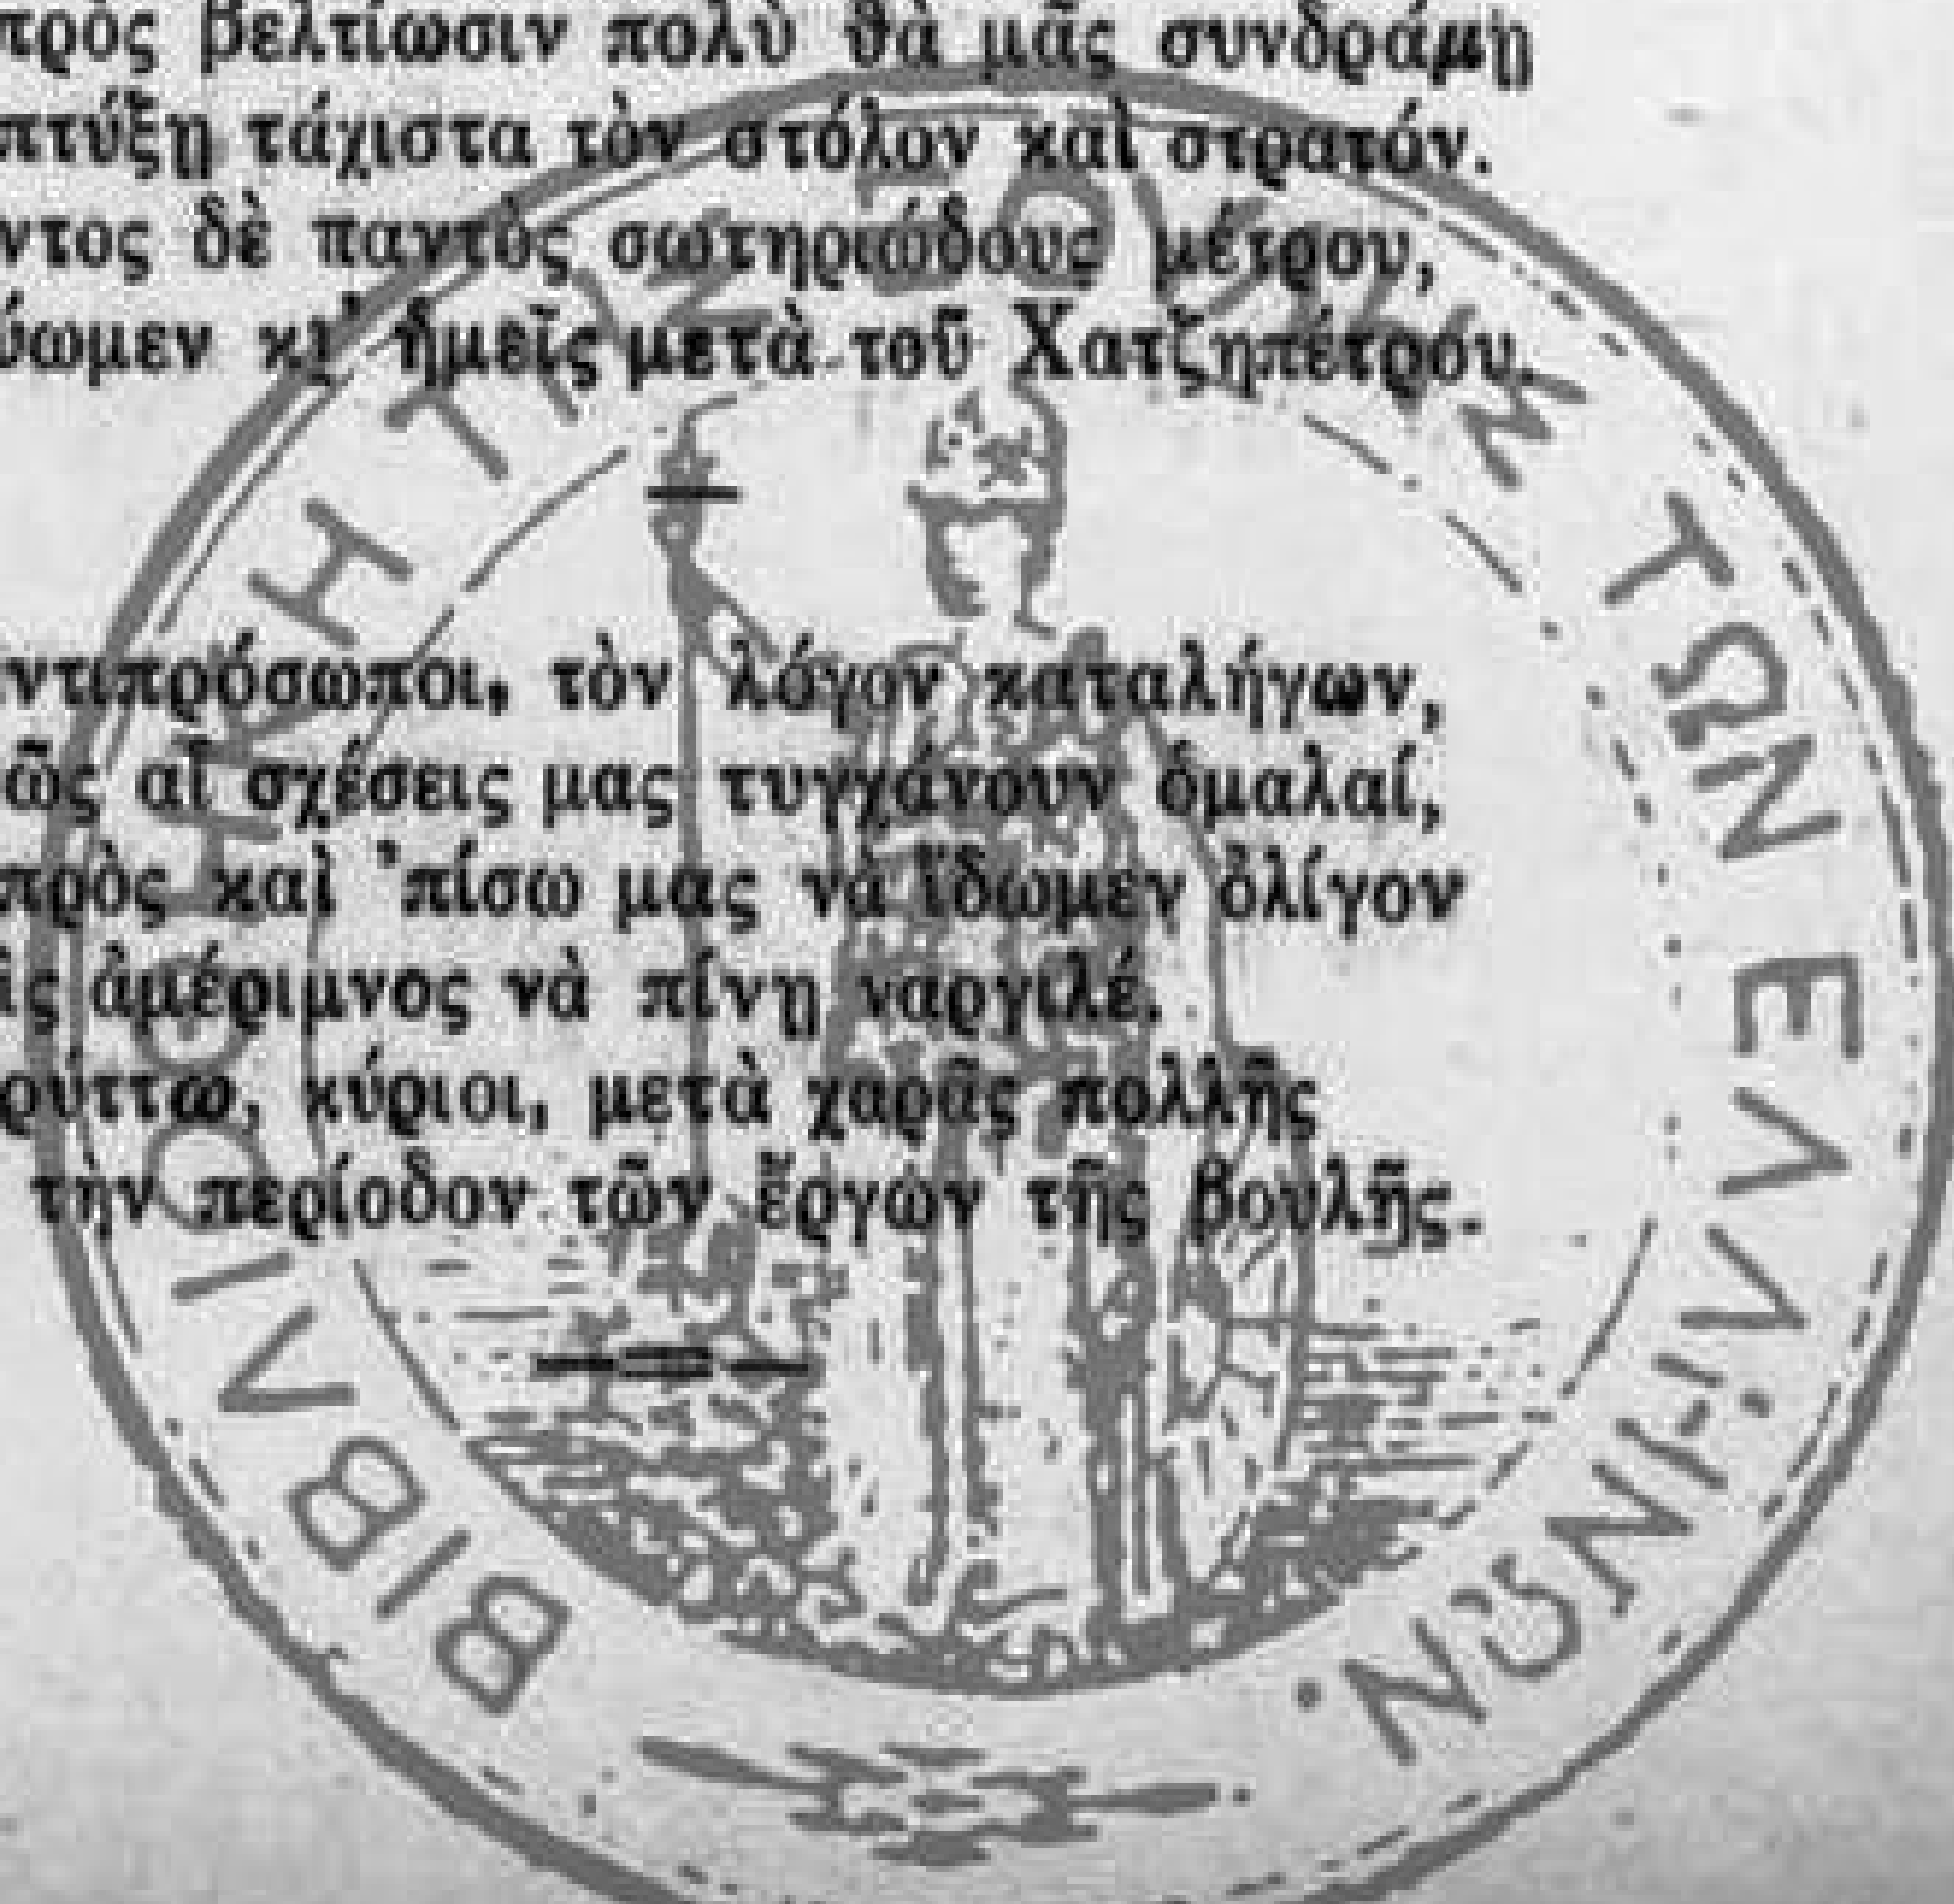 πρὸς βελτίωσιν πολὺ θὰ μᾶς συνδράμῃ
πτύξῃ τάχιστα τὸν στόλον καὶ στρατόν.
ντος δὲ παντὸς σωτηριώδους μέτρου,
ύωμεν κι' ἡμεῖς μετὰ τοῦ Χατζηπέτρου.
ντιπρόσωποι, τὸν λόγον καταλήγων,
ῶς αἱ σχέσεις μας τυγχάνουν ὁμαλαί,
πρὸς καὶ 'πίσω μας νὰ ἴδωμεν ὀλίγον
ὶς ἀμέριμνος νὰ πίνῃ ναργιλέ.
ρύττω, κύριοι, μετὰ χαρᾶς πολλῆς
τὴν περίοδον τῶν ἔργων τῆς βουλῆς.
ΒΙΒΛΙΟΘΗΚΗ ΤΗΣ ΒΟΥΛΗΣ ΤΩΝ ΕΛΛΗΝΩΝ.